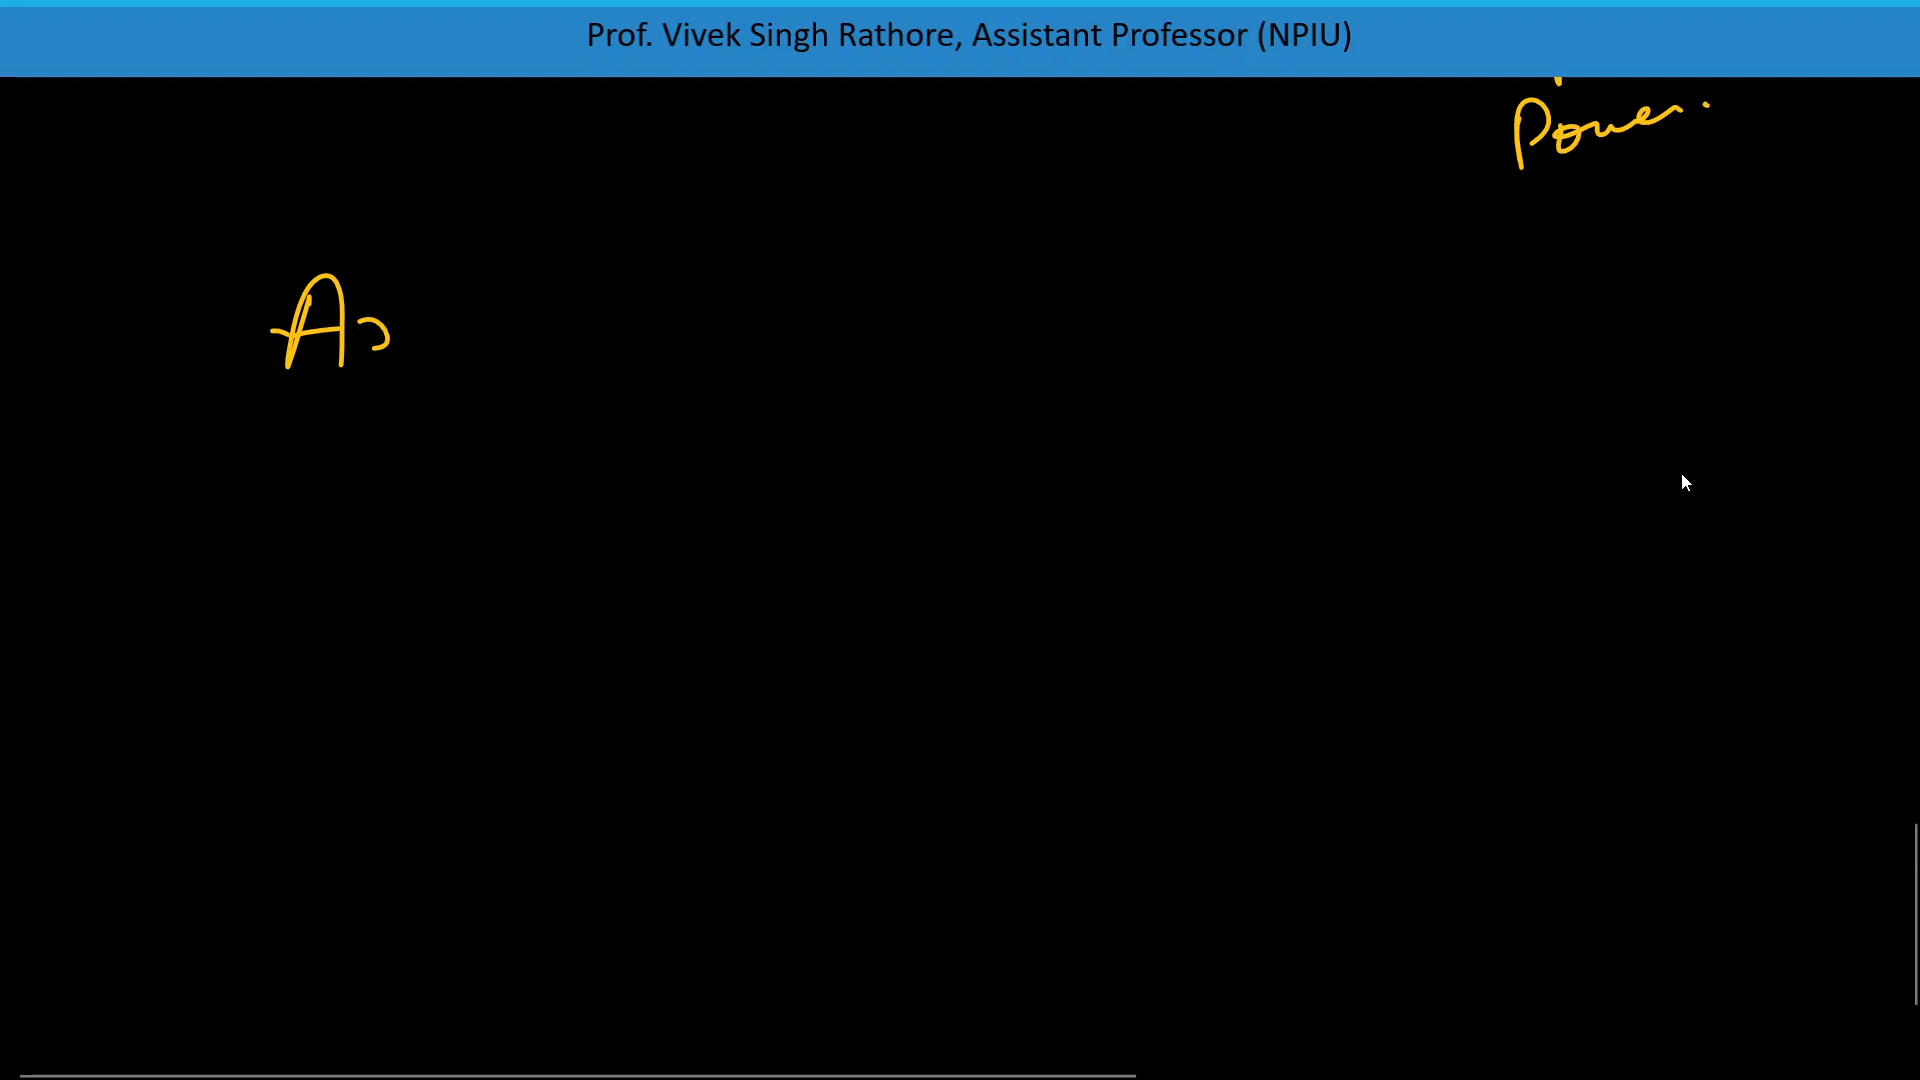 Prof. Vivek Singh Rathore, Assistant Professor (NPIU)
Power.